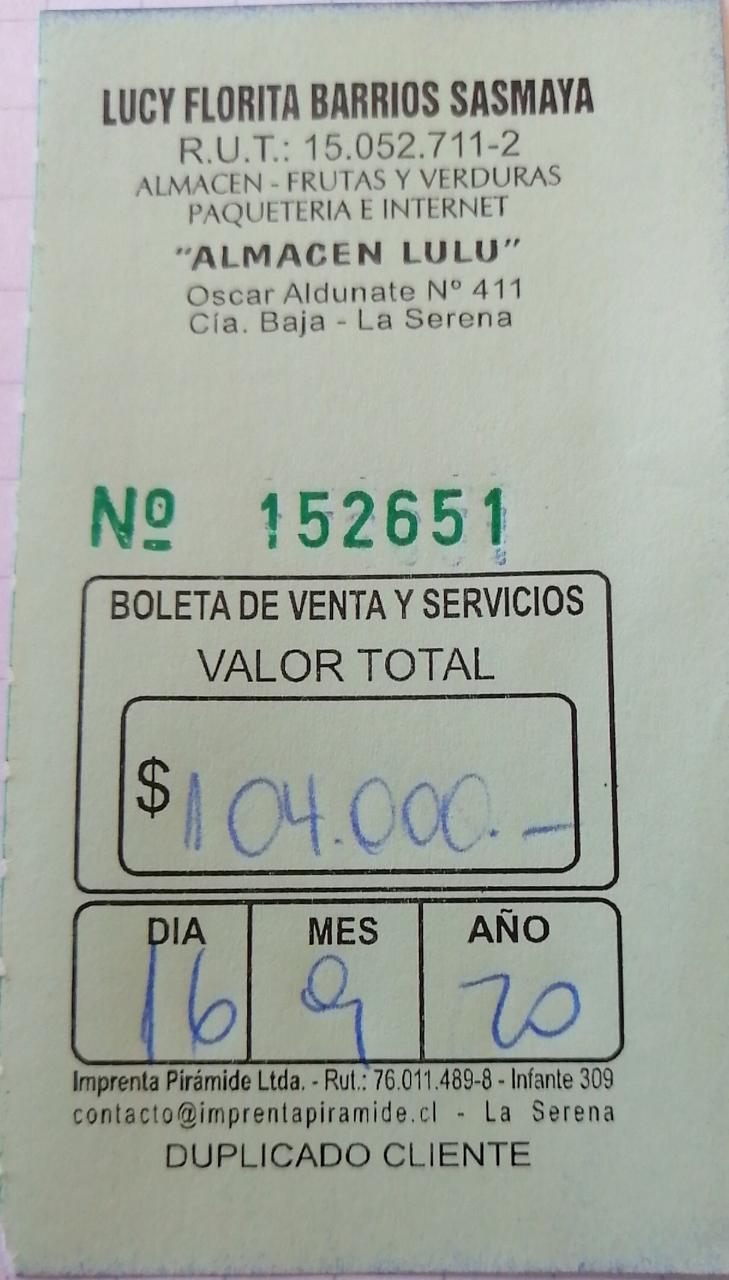 LUCY FLORITA BARRIOS SASMAYA
R.U.T.: 15.052.711-2
ALMACEN - FRUTAS Y VERDURAS
PAQUETERIA E INTERNET
"ALMACEN LULU"
Oscar Aldunate Nº 411
Cía. Baja - La Serena
Nº 152651
BOLETA DE VENTA Y SERVICIOS
VALOR TOTAL
$ 104.000.-
DIA MES AÑO
16 9 20
Imprenta Pirámide Ltda. - Rut.: 76.011.489-8 - Infante 309
contacto@imprentapiramide.cl - La Serena
DUPLICADO CLIENTE